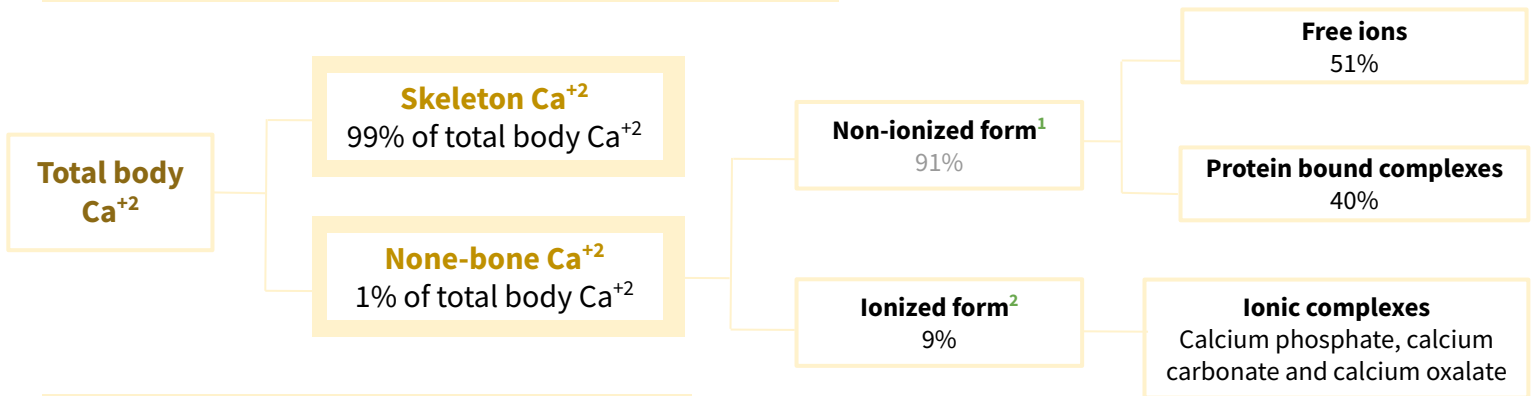 Total body
Ca⁺²
Skeleton Ca⁺²
99% of total body Ca⁺²
None-bone Ca⁺²
1% of total body Ca⁺²
Non-ionized form¹
91%
Ionized form²
9%
Free ions
51%
Protein bound complexes
40%
Ionic complexes
Calcium phosphate, calcium
carbonate and calcium oxalate